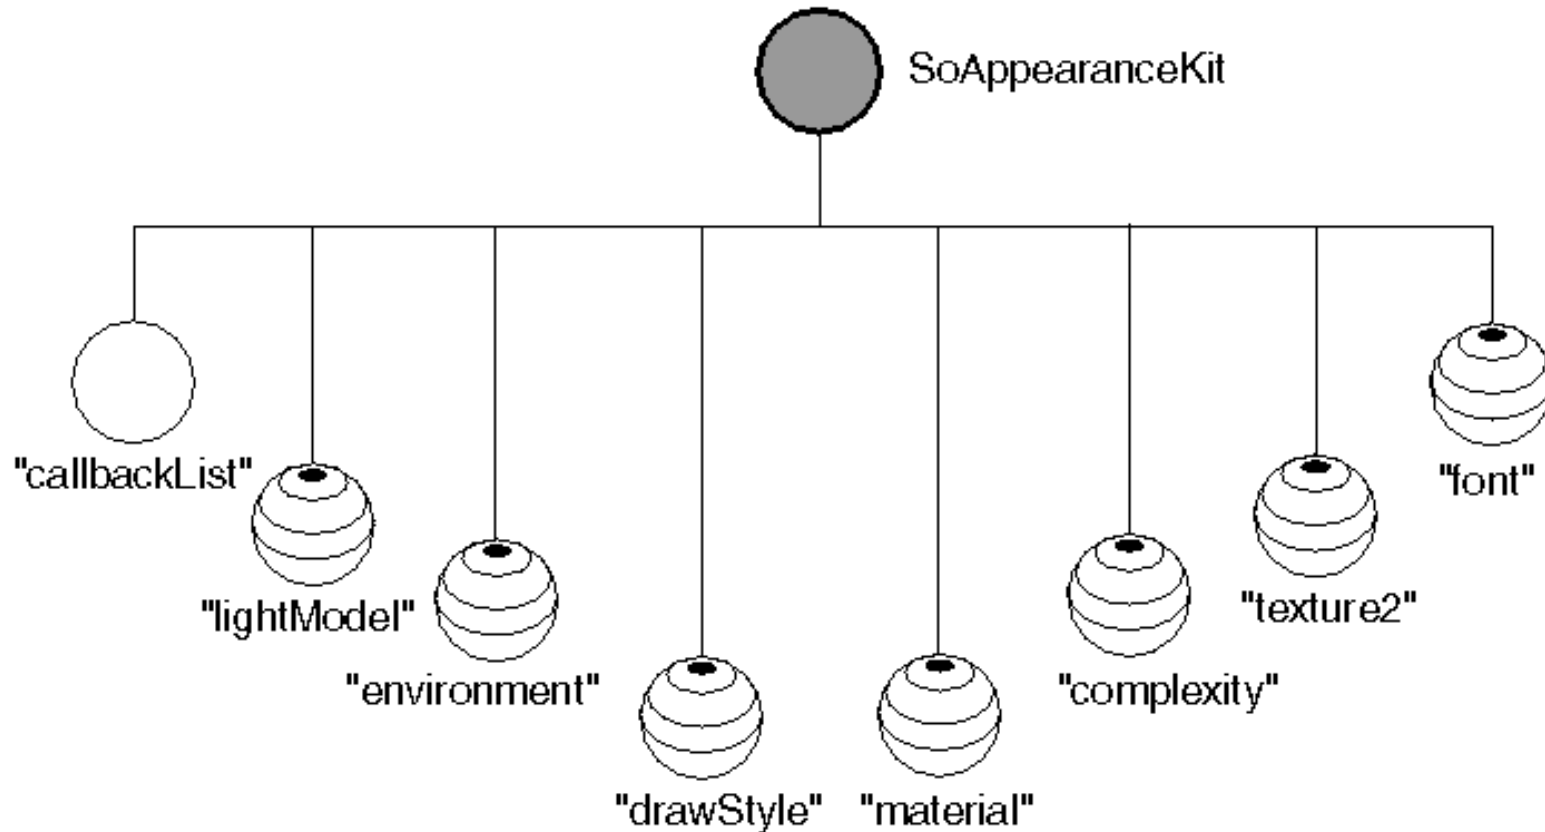 SoAppearanceKit
"callbackList"
"lightModel"
"environment"
"drawStyle"
"material"
"complexity"
"texture2"
"font"